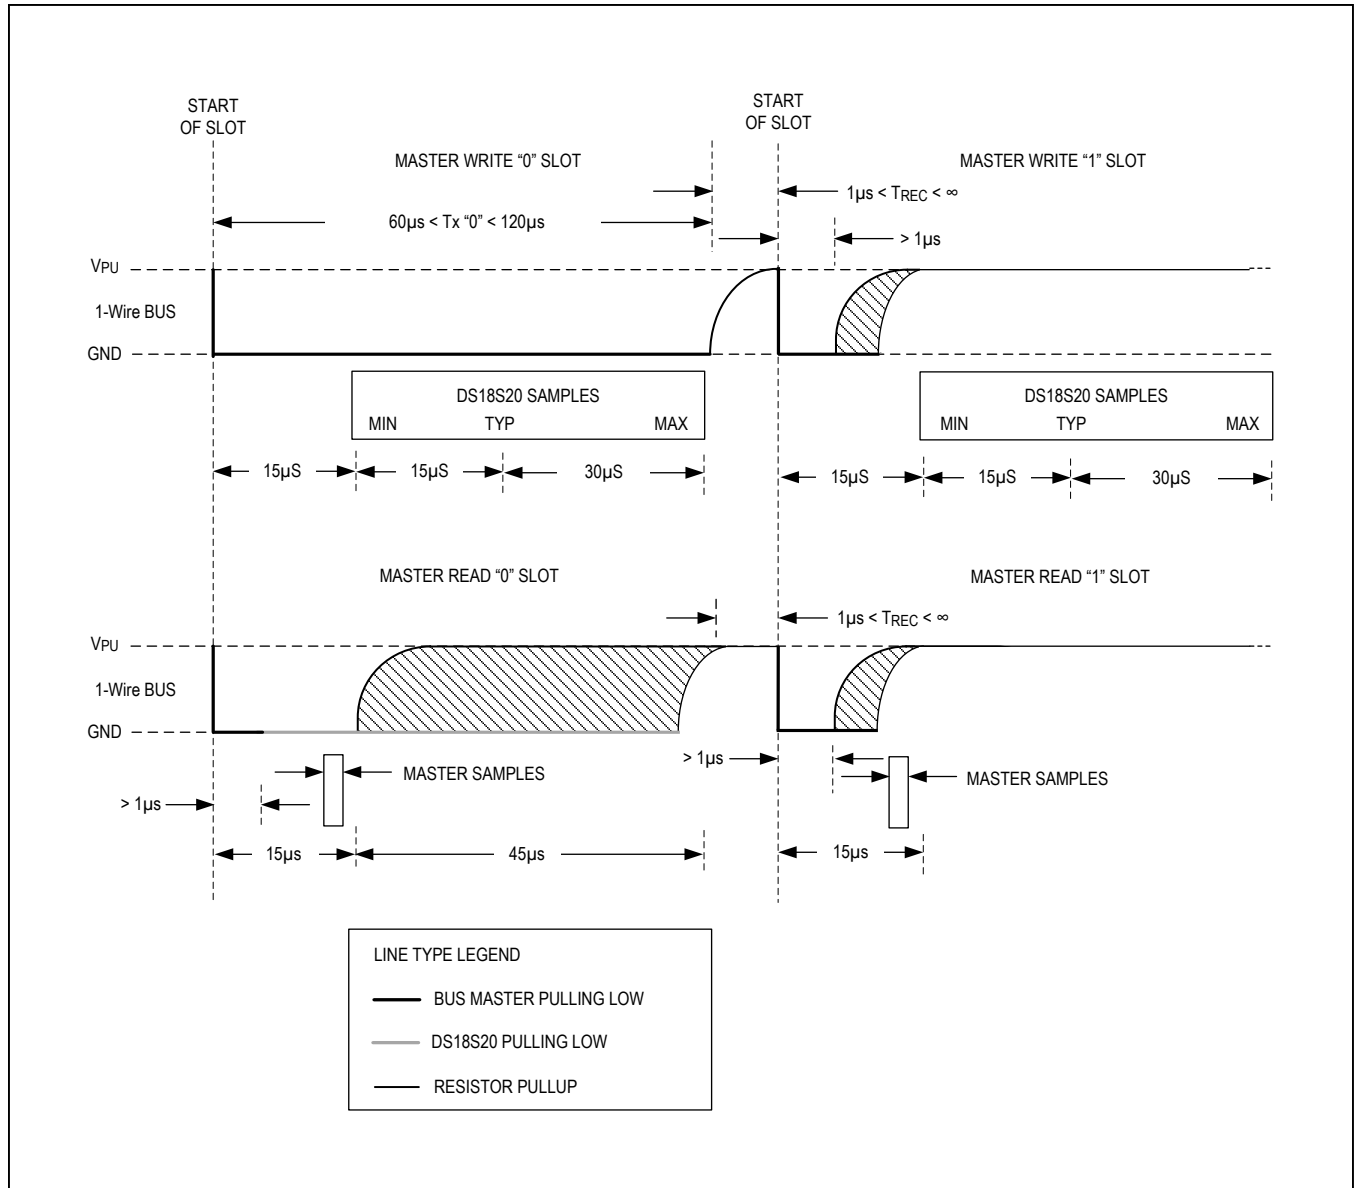 START
OF SLOT
START
OF SLOT
MASTER WRITE “0” SLOT
MASTER WRITE “1” SLOT
1µs < TREC < ∞
60µs < Tx “0” < 120µs
> 1µs
VPU
1-Wire BUS
GND
DS18S20 SAMPLES
MIN TYP MAX
DS18S20 SAMPLES
MIN TYP MAX
15µS 15µS 30µS
15µS 15µS 30µS
MASTER READ “0” SLOT
MASTER READ “1” SLOT
1µs < TREC < ∞
VPU
1-Wire BUS
GND
> 1µs
MASTER SAMPLES
MASTER SAMPLES
> 1µs
15µs 45µs
15µs
LINE TYPE LEGEND
BUS MASTER PULLING LOW
DS18S20 PULLING LOW
RESISTOR PULLUP